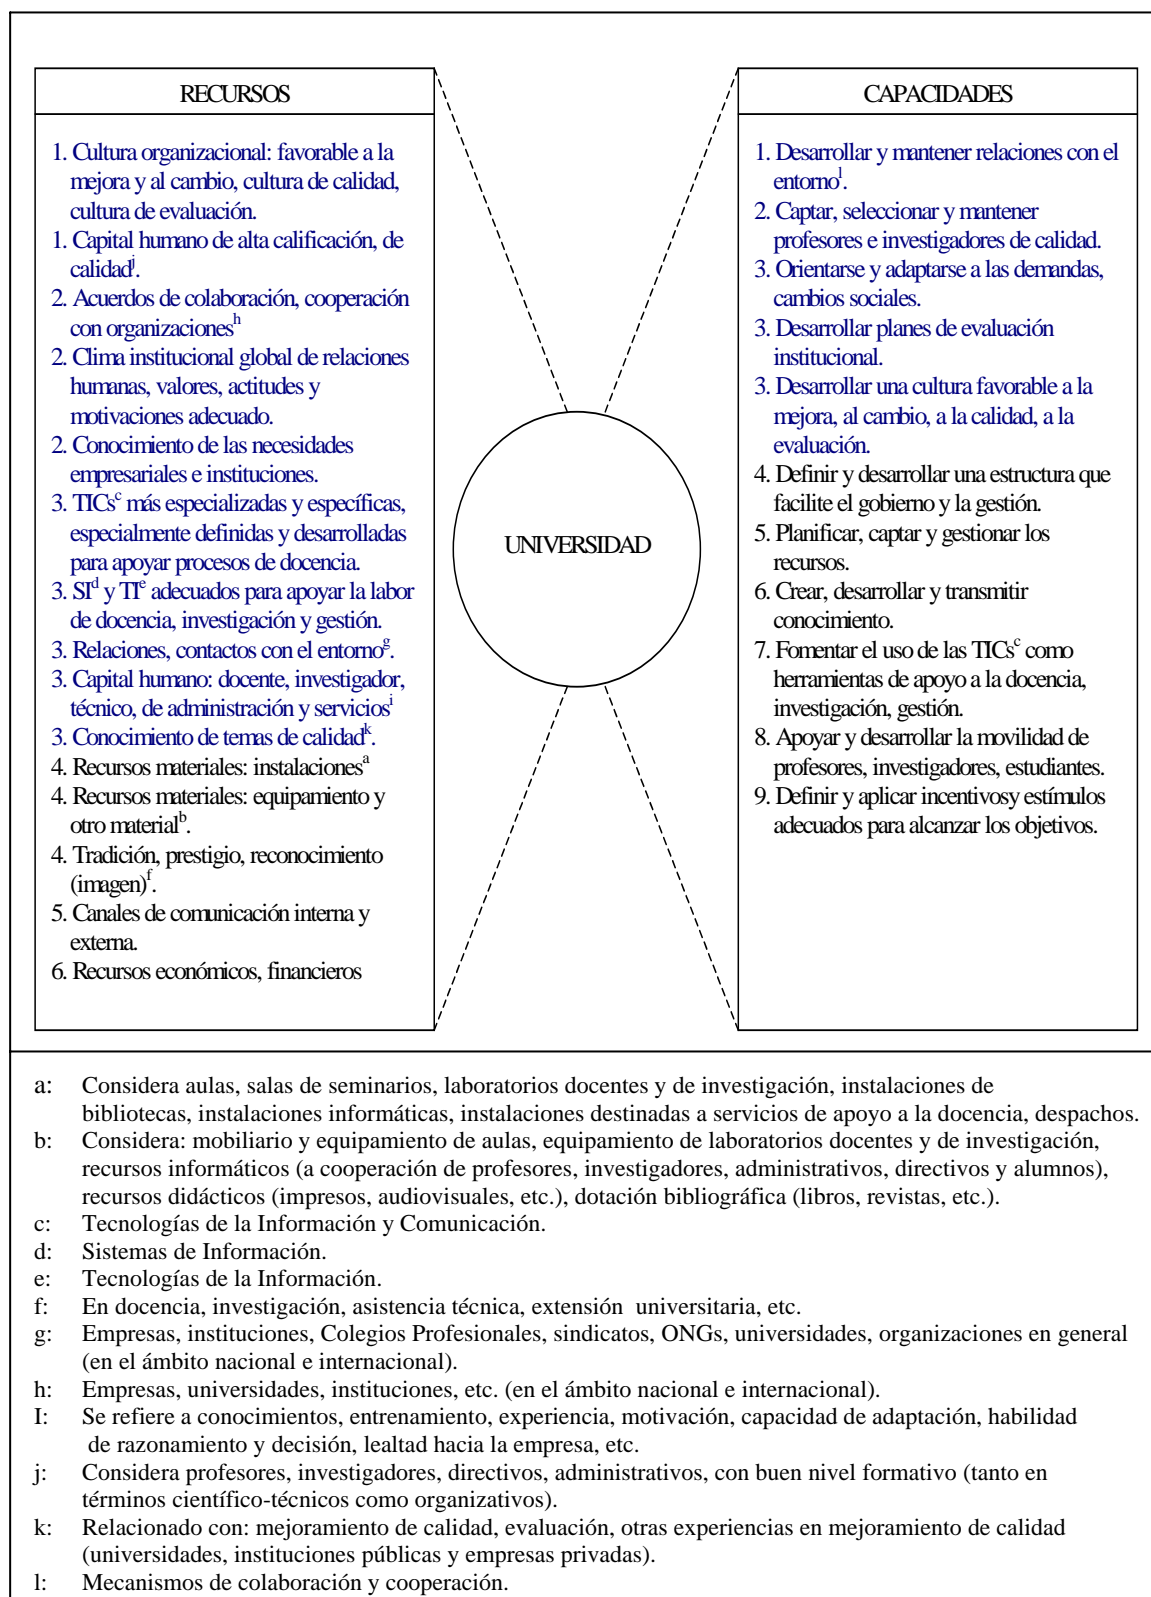 RECURSOS
1. Cultura organizacional: favorable a la
mejora y al cambio, cultura de calidad,
cultura de evaluación.
1. Capital humano de alta calificación, de
calidad^j.
2. Acuerdos de colaboración, cooperación
con organizaciones^h
2. Clima institucional global de relaciones
humanas, valores, actitudes y
motivaciones adecuado.
2. Conocimiento de las necesidades
empresariales e instituciones.
3. TICs^c más especializadas y específicas,
especialmente definidas y desarrolladas
para apoyar procesos de docencia.
3. SI^d y TI^e adecuados para apoyar la labor
de docencia, investigación y gestión.
3. Relaciones, contactos con el entorno^g.
3. Capital humano: docente, investigador,
técnico, de administración y servicios^i
3. Conocimiento de temas de calidad^k.
4. Recursos materiales: instalaciones^a
4. Recursos materiales: equipamiento y
otro material^b.
4. Tradición, prestigio, reconocimiento
(imagen)^f.
5. Canales de comunicación interna y
externa.
6. Recursos económicos, financieros
UNIVERSIDAD
CAPACIDADES
1. Desarrollar y mantener relaciones con el
entorno^l.
2. Captar, seleccionar y mantener
profesores e investigadores de calidad.
3. Orientarse y adaptarse a las demandas,
cambios sociales.
3. Desarrollar planes de evaluación
institucional.
3. Desarrollar una cultura favorable a la
mejora, al cambio, a la calidad, a la
evaluación.
4. Definir y desarrollar una estructura que
facilite el gobierno y la gestión.
5. Planificar, captar y gestionar los
recursos.
6. Crear, desarrollar y transmitir
conocimiento.
7. Fomentar el uso de las TICs^c como
herramientas de apoyo a la docencia,
investigación, gestión.
8. Apoyar y desarrollar la movilidad de
profesores, investigadores, estudiantes.
9. Definir y aplicar incentivosy estímulos
adecuados para alcanzar los objetivos.
a: Considera aulas, salas de seminarios, laboratorios docentes y de investigación, instalaciones de
bibliotecas, instalaciones informáticas, instalaciones destinadas a servicios de apoyo a la docencia, despachos.
b: Considera: mobiliario y equipamiento de aulas, equipamiento de laboratorios docentes y de investigación,
recursos informáticos (a cooperación de profesores, investigadores, administrativos, directivos y alumnos),
recursos didácticos (impresos, audiovisuales, etc.), dotación bibliográfica (libros, revistas, etc.).
c: Tecnologías de la Información y Comunicación.
d: Sistemas de Información.
e: Tecnologías de la Información.
f: En docencia, investigación, asistencia técnica, extensión universitaria, etc.
g: Empresas, instituciones, Colegios Profesionales, sindicatos, ONGs, universidades, organizaciones en general
(en el ámbito nacional e internacional).
h: Empresas, universidades, instituciones, etc. (en el ámbito nacional e internacional).
I: Se refiere a conocimientos, entrenamiento, experiencia, motivación, capacidad de adaptación, habilidad
de razonamiento y decisión, lealtad hacia la empresa, etc.
j: Considera profesores, investigadores, directivos, administrativos, con buen nivel formativo (tanto en
términos científico-técnicos como organizativos).
k: Relacionado con: mejoramiento de calidad, evaluación, otras experiencias en mejoramiento de calidad
(universidades, instituciones públicas y empresas privadas).
l: Mecanismos de colaboración y cooperación.